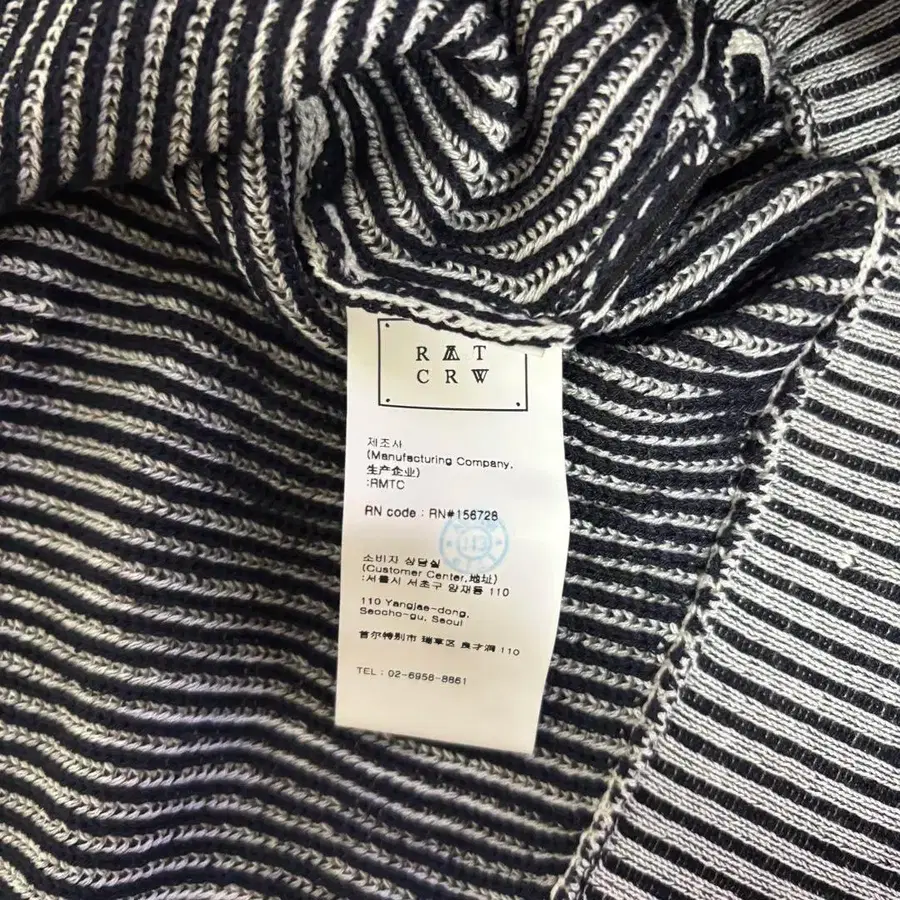 RMT
CRW
제조사
(Manufacturing Company,
生产企业)
:RMTC
RN code : RN#156728
소비자 상담실
(Customer Center,地址)
:서울시 서초구 양재동 110
110 Yangjae-dong,
Seocho-gu, Seoul
首尔特别市 瑞草区 良才洞 110
TEL : 02-6958-8861